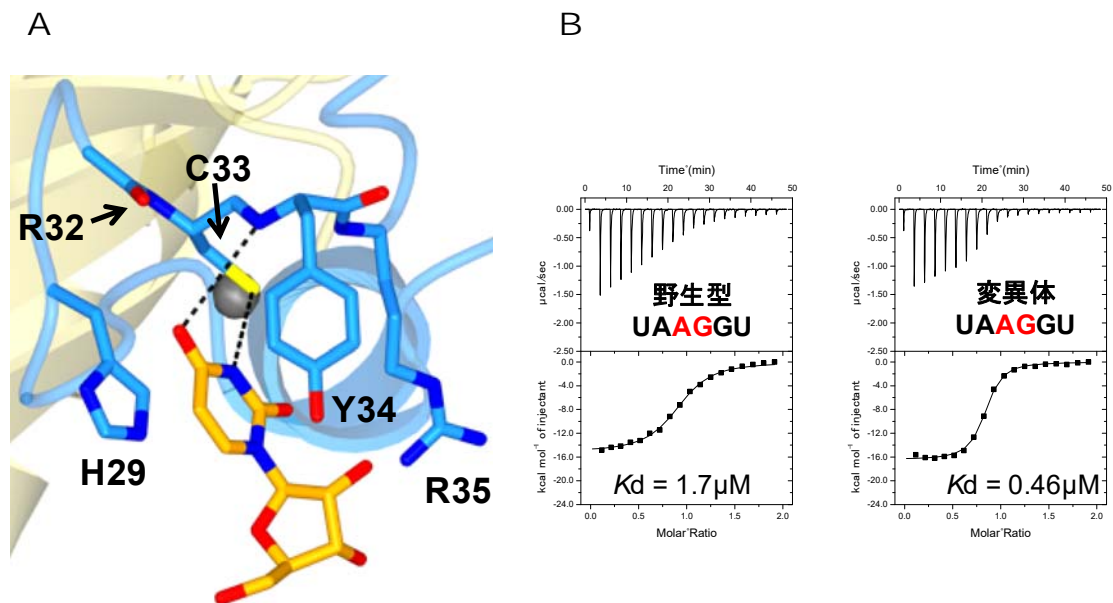 A
B
C33
R32
H29
Y34
R35
Time (min)
0 10 20 30 40 50
0.00
-0.50
-1.00
-1.50
-2.00
-2.50
µcal/sec
野生型
UAAGGU
0.0
-4.0
-8.0
-12.0
-16.0
-20.0
-24.0
kcal mol⁻¹ of injectant
Kd = 1.7µM
0.0 0.5 1.0 1.5 2.0
Molar Ratio
Time (min)
0 10 20 30 40 50
0.00
-0.50
-1.00
-1.50
-2.00
-2.50
µcal/sec
変異体
UAAGGU
0.0
-4.0
-8.0
-12.0
-16.0
-20.0
-24.0
kcal mol⁻¹ of injectant
Kd = 0.46µM
0.0 0.5 1.0 1.5 2.0
Molar Ratio